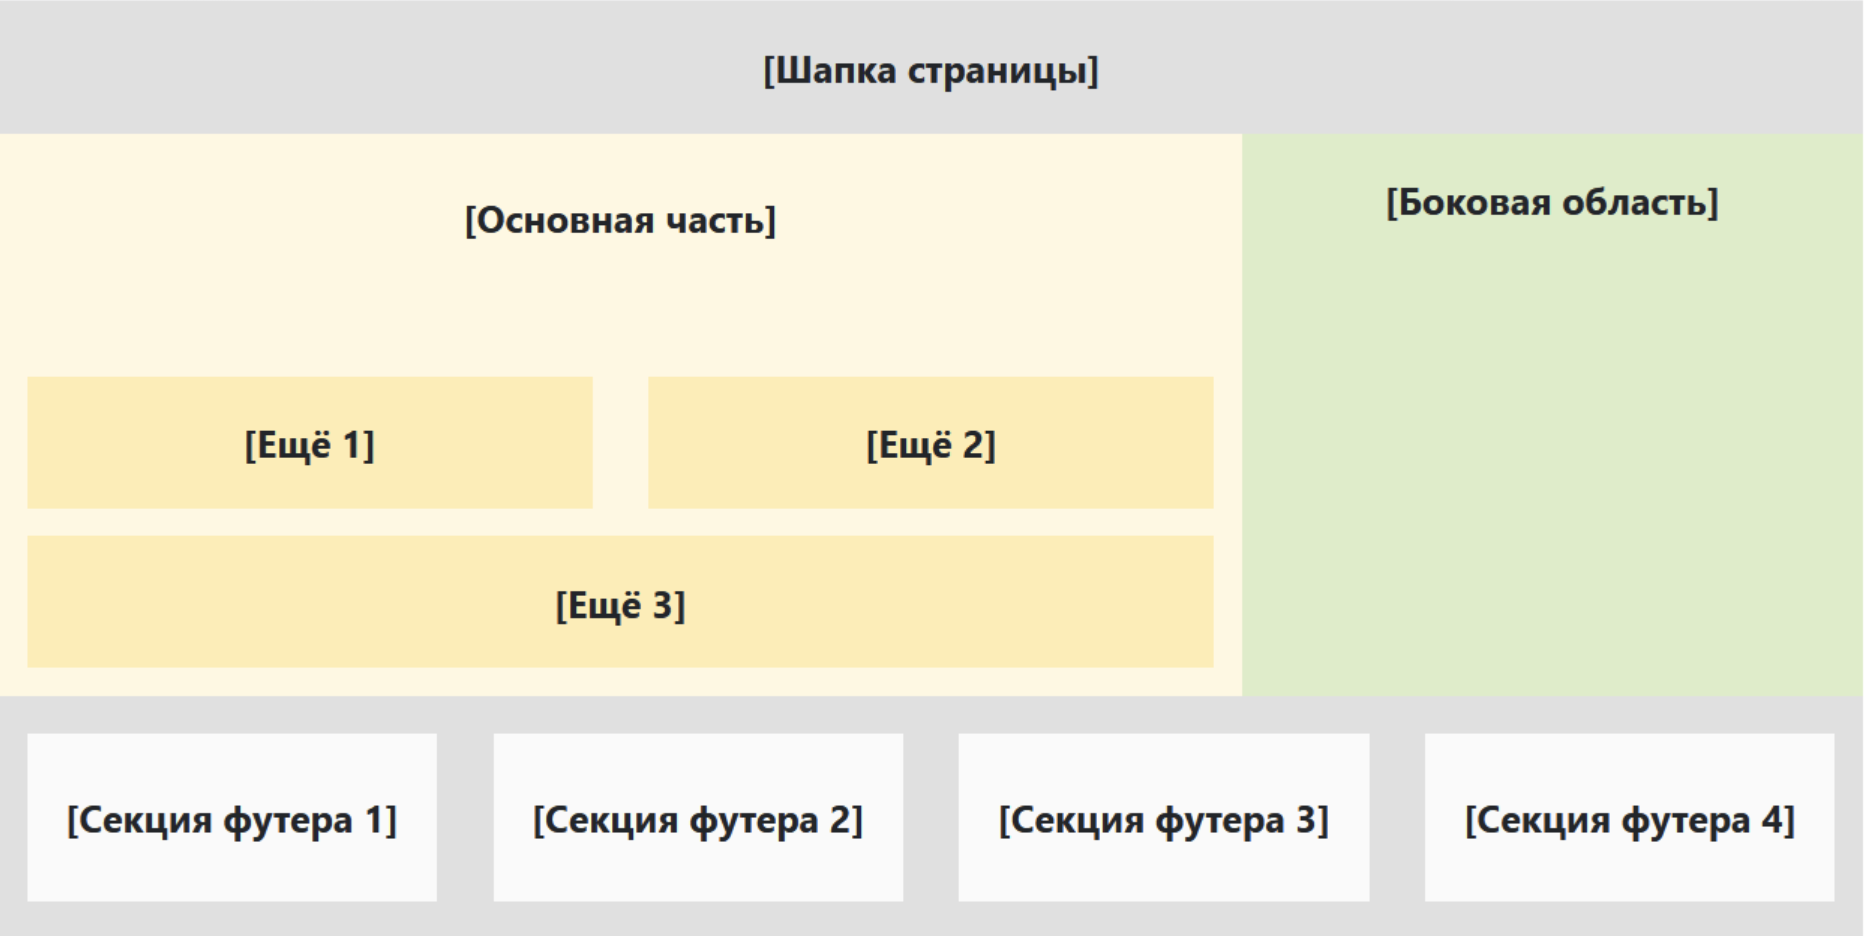 [Шапка страницы]
[Основная часть]
[Боковая область]
[Ещё 1]
[Ещё 2]
[Ещё 3]
[Секция футера 1]
[Секция футера 2]
[Секция футера 3]
[Секция футера 4]